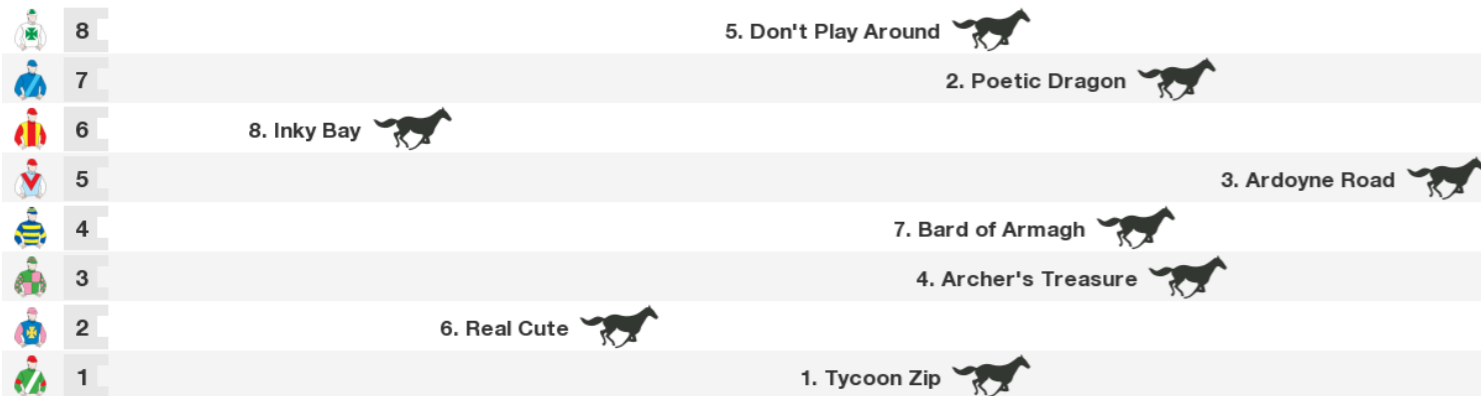 8 5. Don't Play Around
7 2. Poetic Dragon
6 8. Inky Bay
5 3. Ardoyne Road
4 7. Bard of Armagh
3 4. Archer's Treasure
2 6. Real Cute
1 1. Tycoon Zip